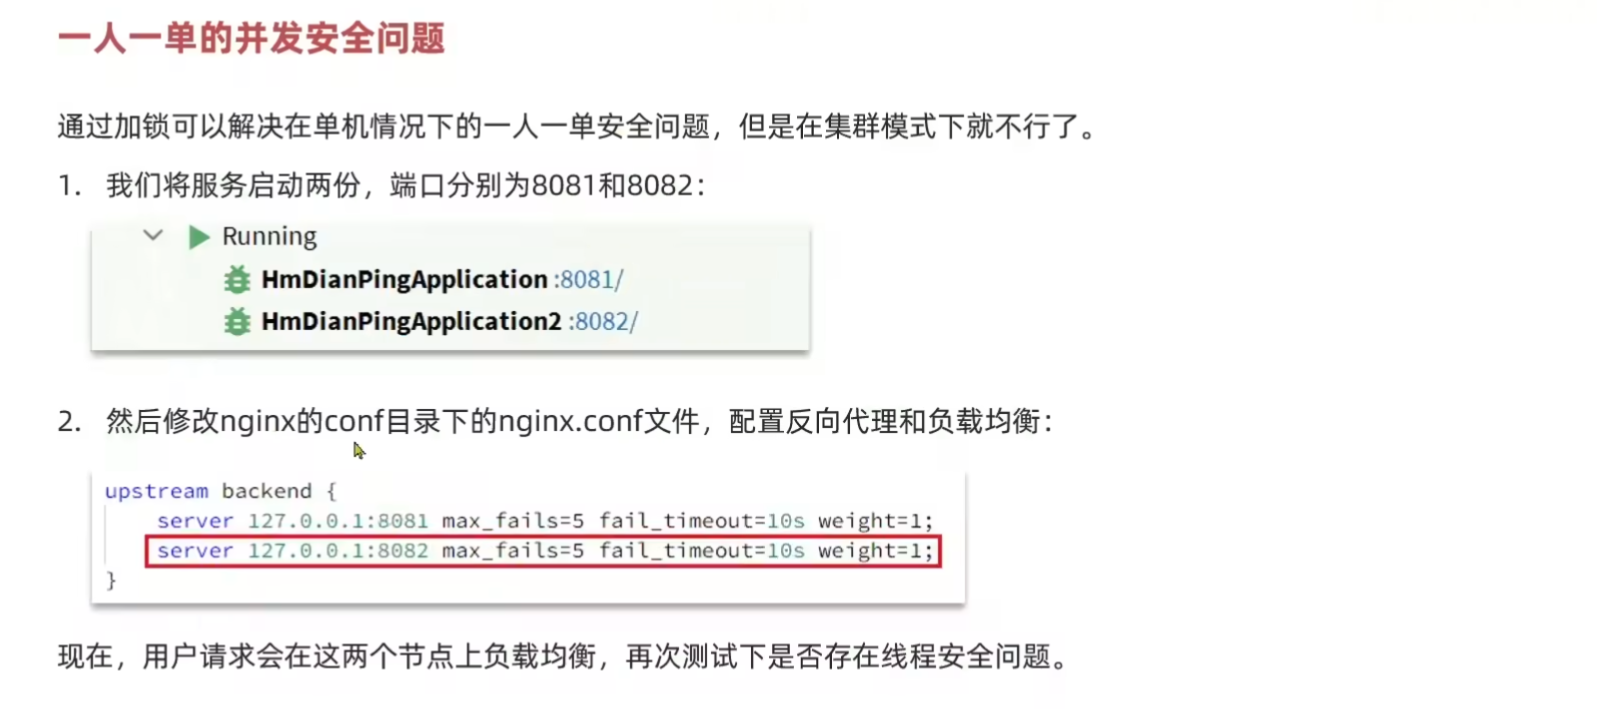 一人一单的并发安全问题
通过加锁可以解决在单机情况下的一人一单安全问题，但是在集群模式下就不行了。
1. 我们将服务启动两份，端口分别为8081和8082：
Running
HmDianPingApplication :8081/
HmDianPingApplication2 :8082/
2. 然后修改nginx的conf目录下的nginx.conf文件，配置反向代理和负载均衡：
upstream backend {
server 127.0.0.1:8081 max_fails=5 fail_timeout=10s weight=1;
server 127.0.0.1:8082 max_fails=5 fail_timeout=10s weight=1;
}
现在，用户请求会在这两个节点上负载均衡，再次测试下是否存在线程安全问题。